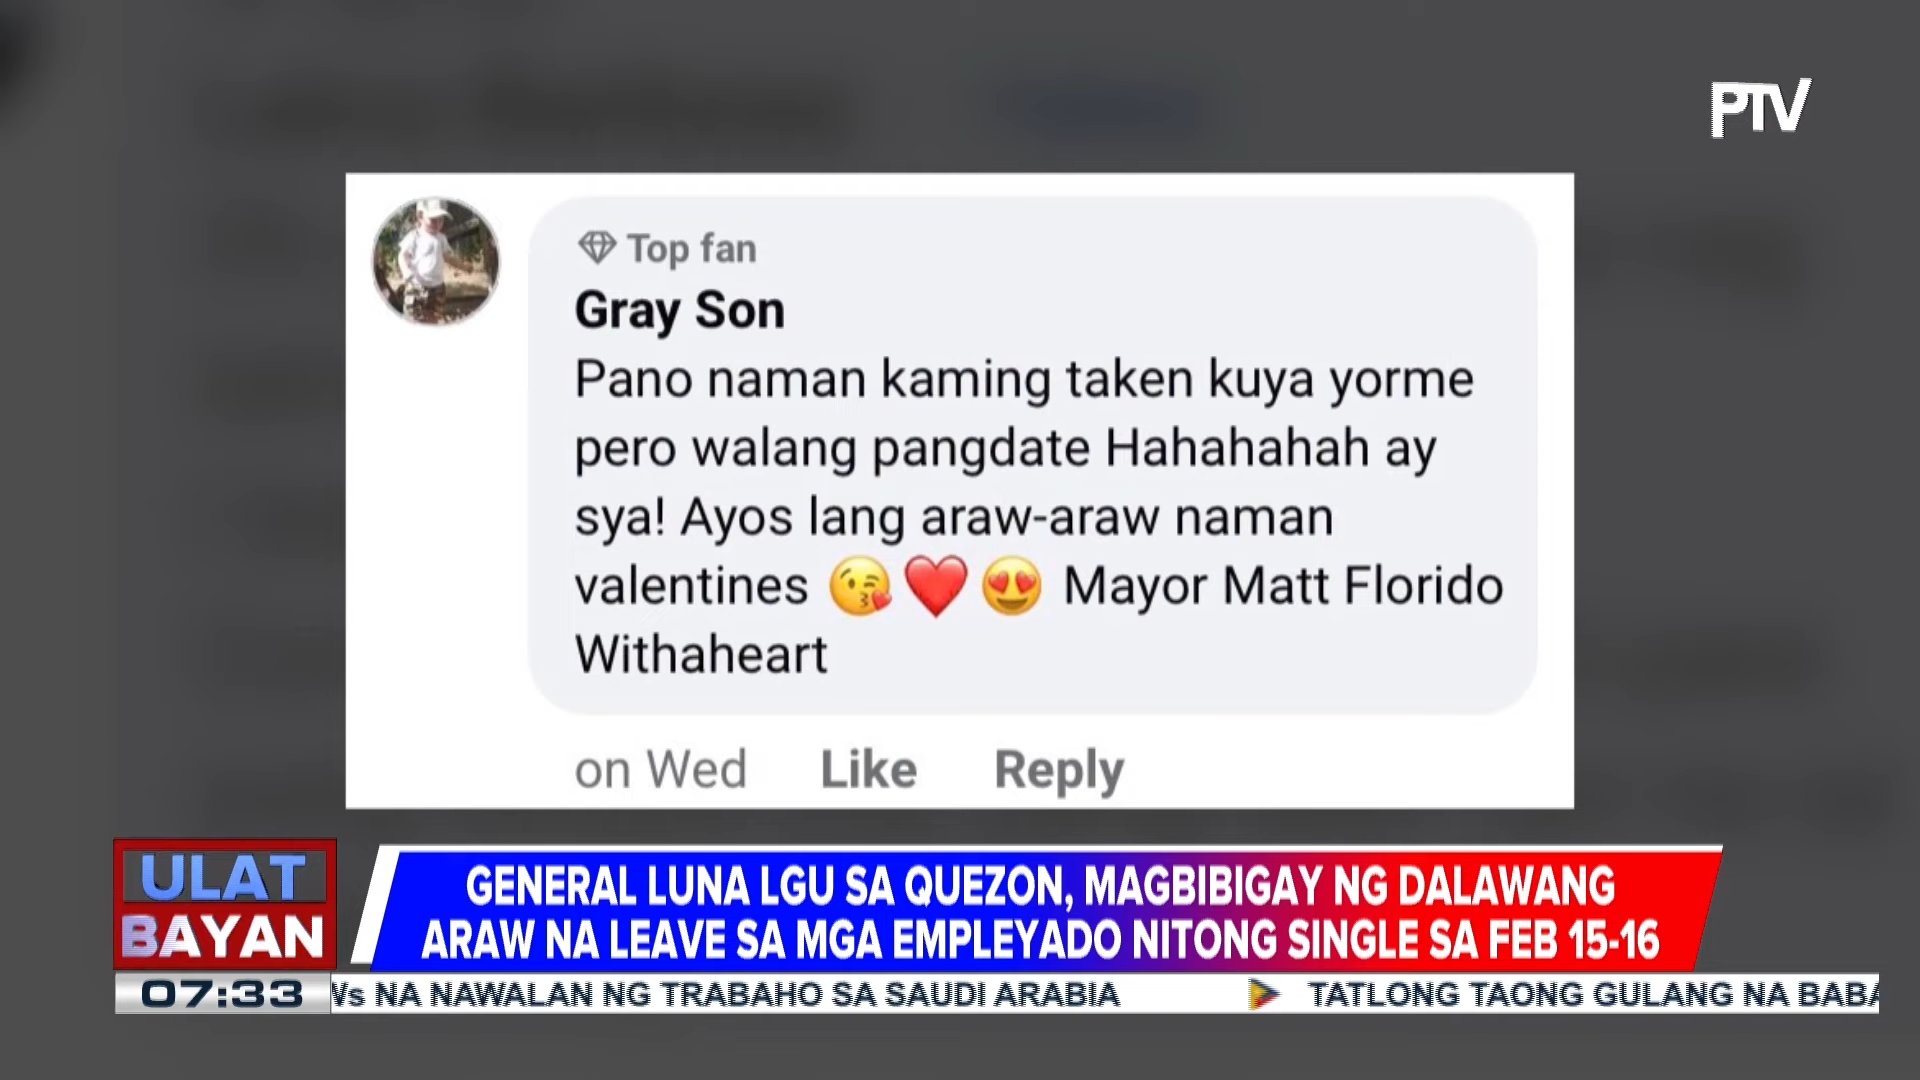 PTV
Top fan
Gray Son
Pano naman kaming taken kuya yorme
pero walang pangdate Hahahahah ay
sya! Ayos lang araw-araw naman
valentines 😘❤️😍 Mayor Matt Florido
Withaheart
on Wed Like Reply
ULAT
BAYAN
GENERAL LUNA LGU SA QUEZON, MAGBIBIGAY NG DALAWANG
ARAW NA LEAVE SA MGA EMPLEYADO NITONG SINGLE SA FEB 15-16
07:33
NA NAWALAN NG TRABAHO SA SAUDI ARABIA TATLONG TAONG GULANG NA